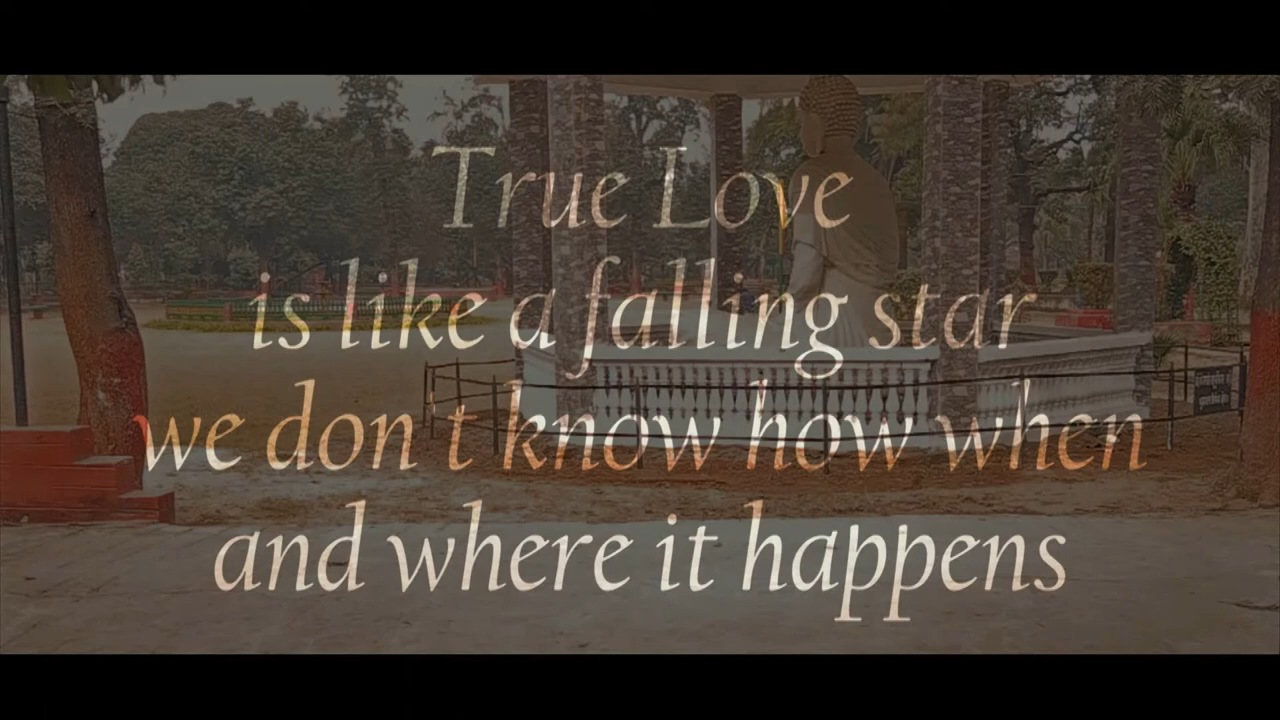 True Love
is like a falling star
we don't know how when
and where it happens